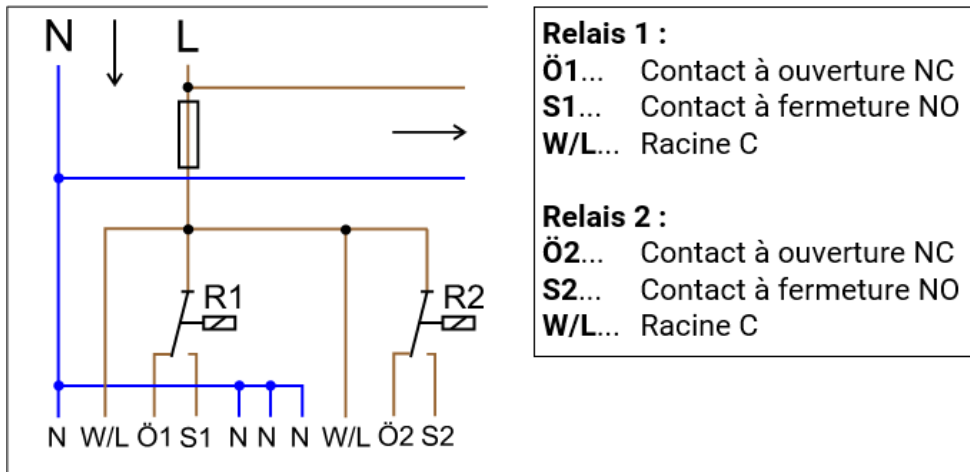 N L
R1 R2
N W/L Ö1 S1 N N N W/L Ö2 S2
Relais 1 :
Ö1... Contact à ouverture NC
S1... Contact à fermeture NO
W/L... Racine C
Relais 2 :
Ö2... Contact à ouverture NC
S2... Contact à fermeture NO
W/L... Racine C